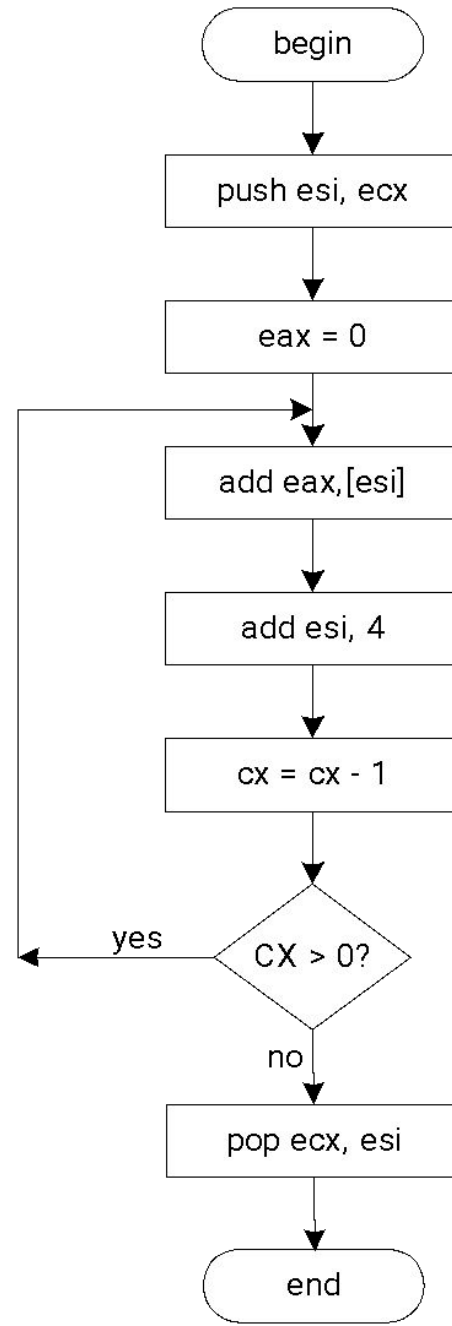 begin
push esi, ecx
eax = 0
add eax,[esi]
add esi, 4
cx = cx - 1
yes
CX > 0?
no
pop ecx, esi
end